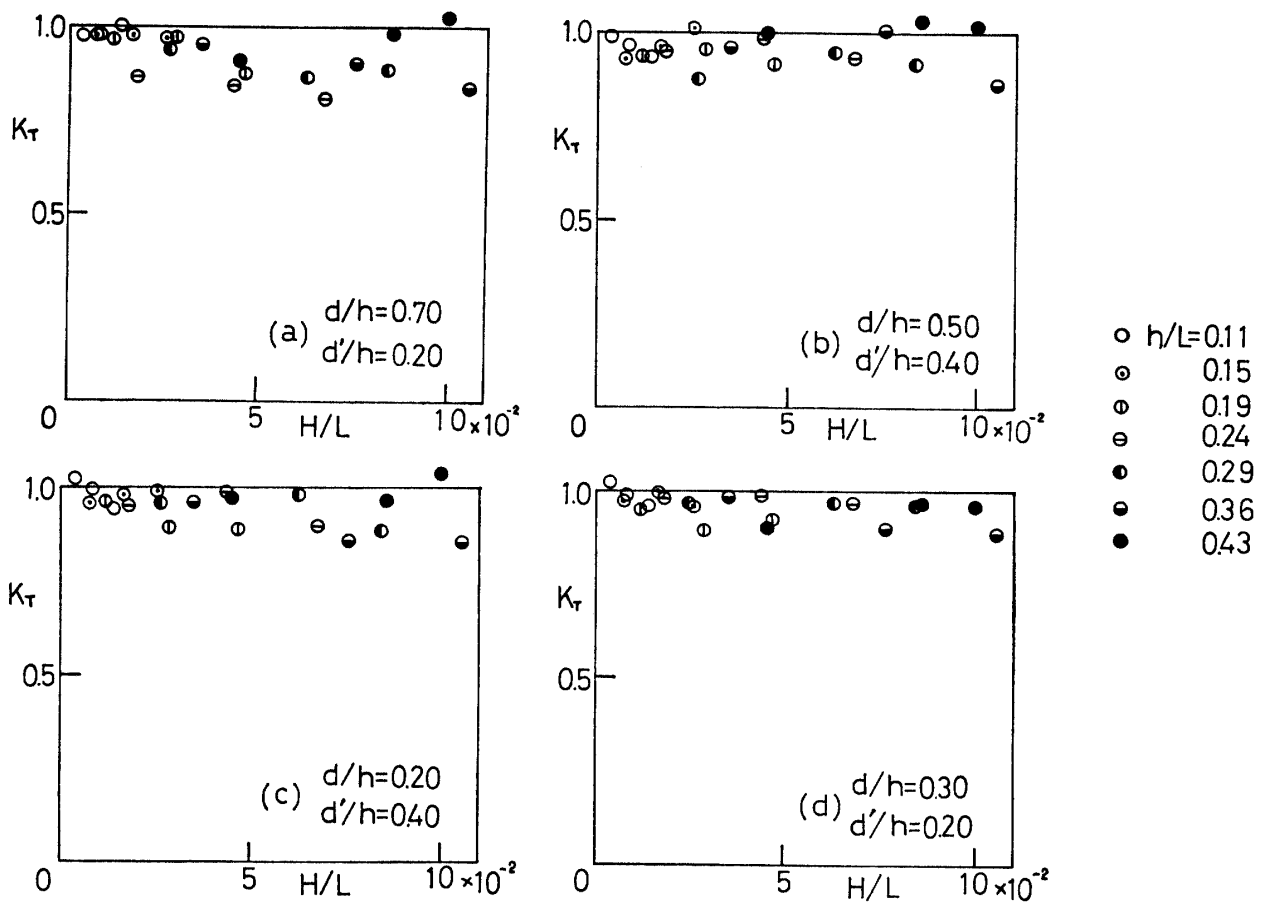 1.0
K_T
0.5
(a) d/h=0.70
d'/h=0.20
0 5 10×10⁻²
H/L
1.0
K_T
0.5
(b) d/h=0.50
d'/h=0.40
0 5 10×10⁻²
H/L
○ h/L=0.11
⊙ 0.15
⦶ 0.19
⊖ 0.24
◐ 0.29
◒ 0.36
● 0.43
1.0
K_T
0.5
(c) d/h=0.20
d'/h=0.40
0 5 10×10⁻²
H/L
1.0
K_T
0.5
(d) d/h=0.30
d'/h=0.20
0 5 10×10⁻²
H/L